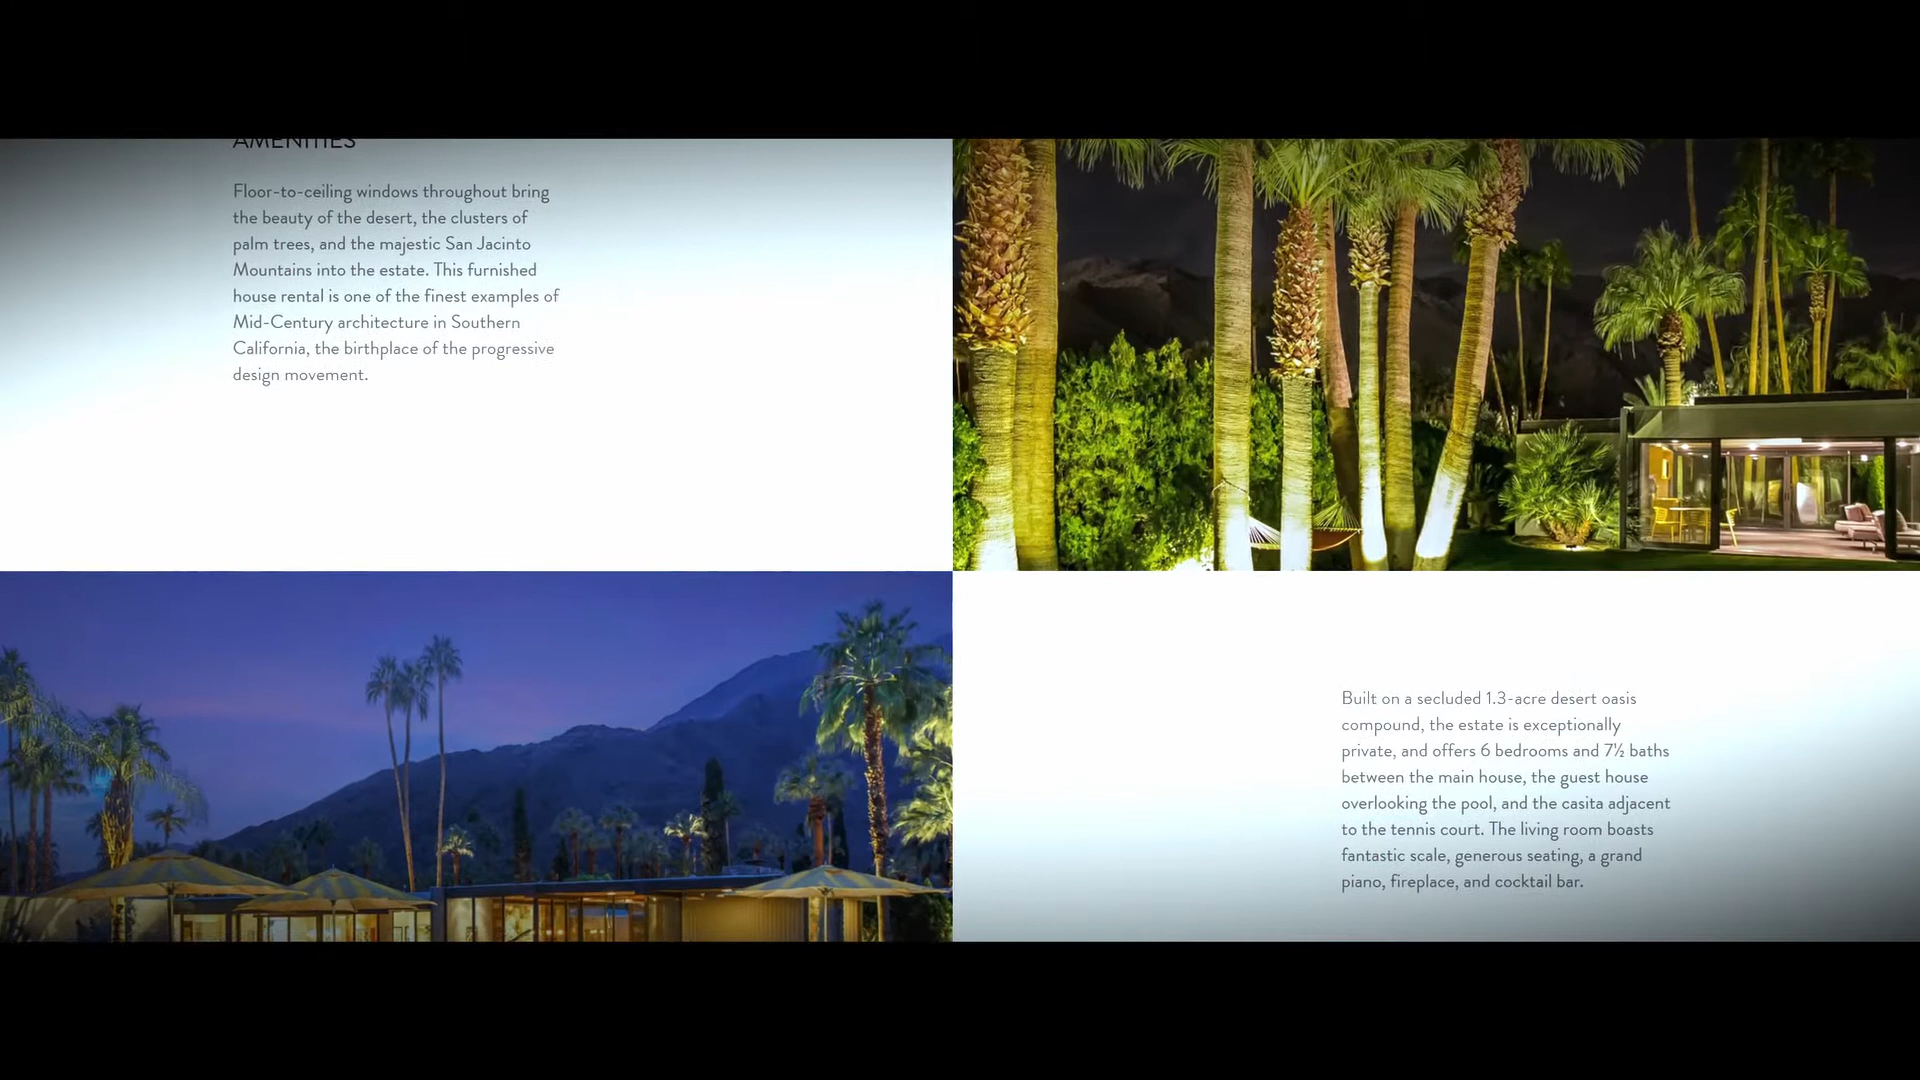 AMENITIES
Floor-to-ceiling windows throughout bring
the beauty of the desert, the clusters of
palm trees, and the majestic San Jacinto
Mountains into the estate. This furnished
house rental is one of the finest examples of
Mid-Century architecture in Southern
California, the birthplace of the progressive
design movement.
Built on a secluded 1.3-acre desert oasis
compound, the estate is exceptionally
private, and offers 6 bedrooms and 7½ baths
between the main house, the guest house
overlooking the pool, and the casita adjacent
to the tennis court. The living room boasts
fantastic scale, generous seating, a grand
piano, fireplace, and cocktail bar.